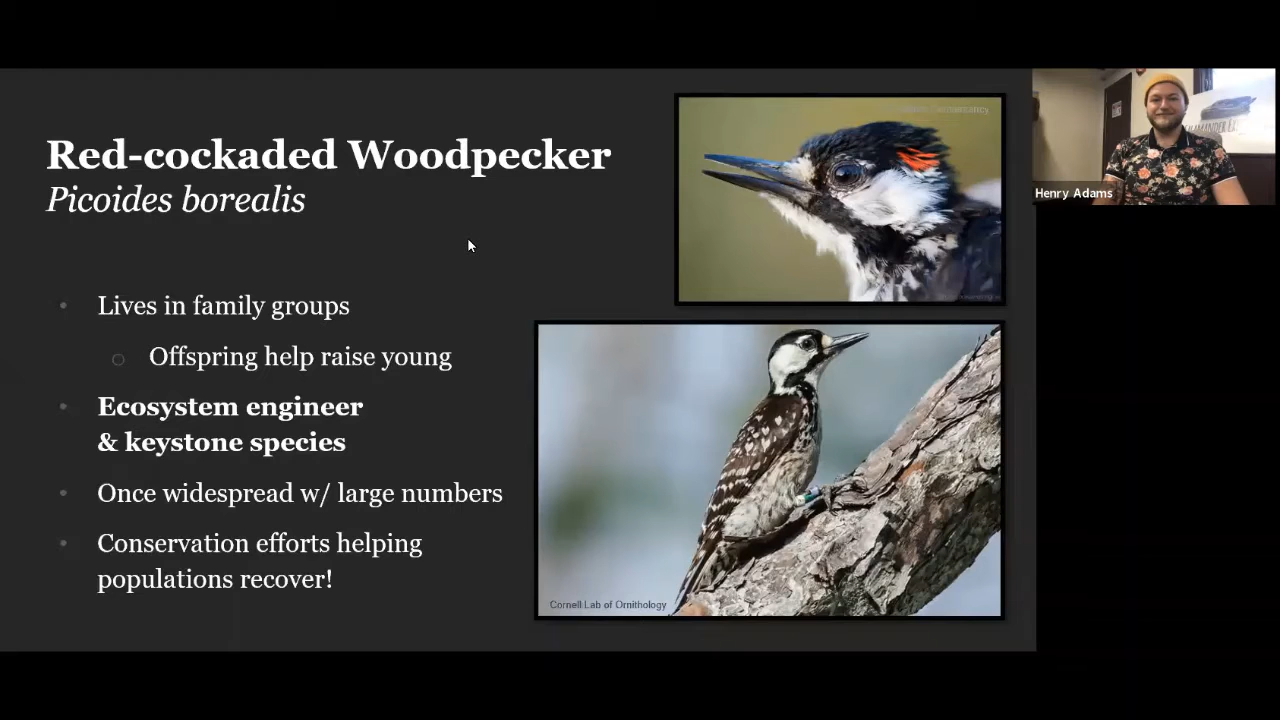 Red-cockaded Woodpecker
Picoides borealis
Lives in family groups
Offspring help raise young
Ecosystem engineer
& keystone species
Once widespread w/ large numbers
Conservation efforts helping
populations recover!
Cornell Lab of Ornithology
Henry Adams